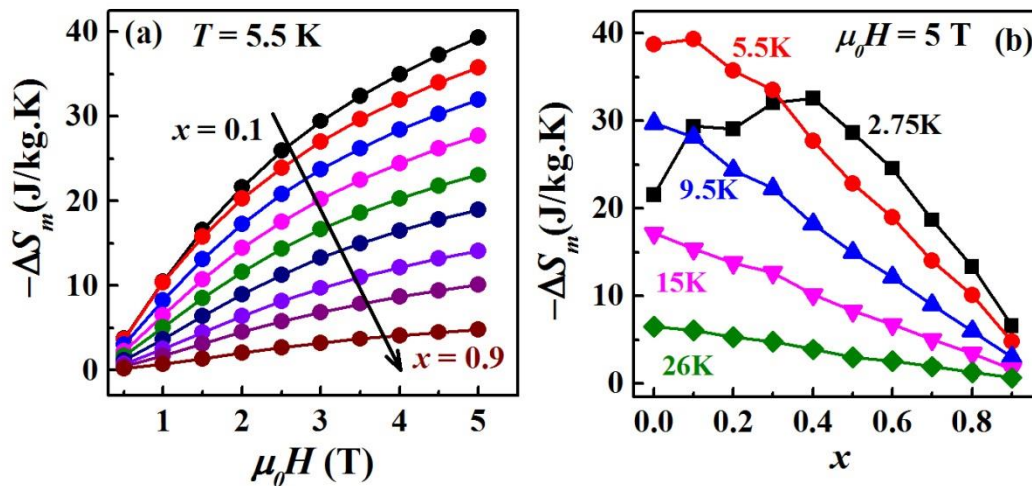 (a)
T = 5.5 K
x = 0.1
x = 0.9
−ΔSm (J/kg.K)
40
30
20
10
0
1
2
3
4
5
μ0H (T)
(b)
μ0H = 5 T
5.5K
2.75K
9.5K
15K
26K
−ΔSm (J/kg.K)
40
30
20
10
0
0.0
0.2
0.4
0.6
0.8
x